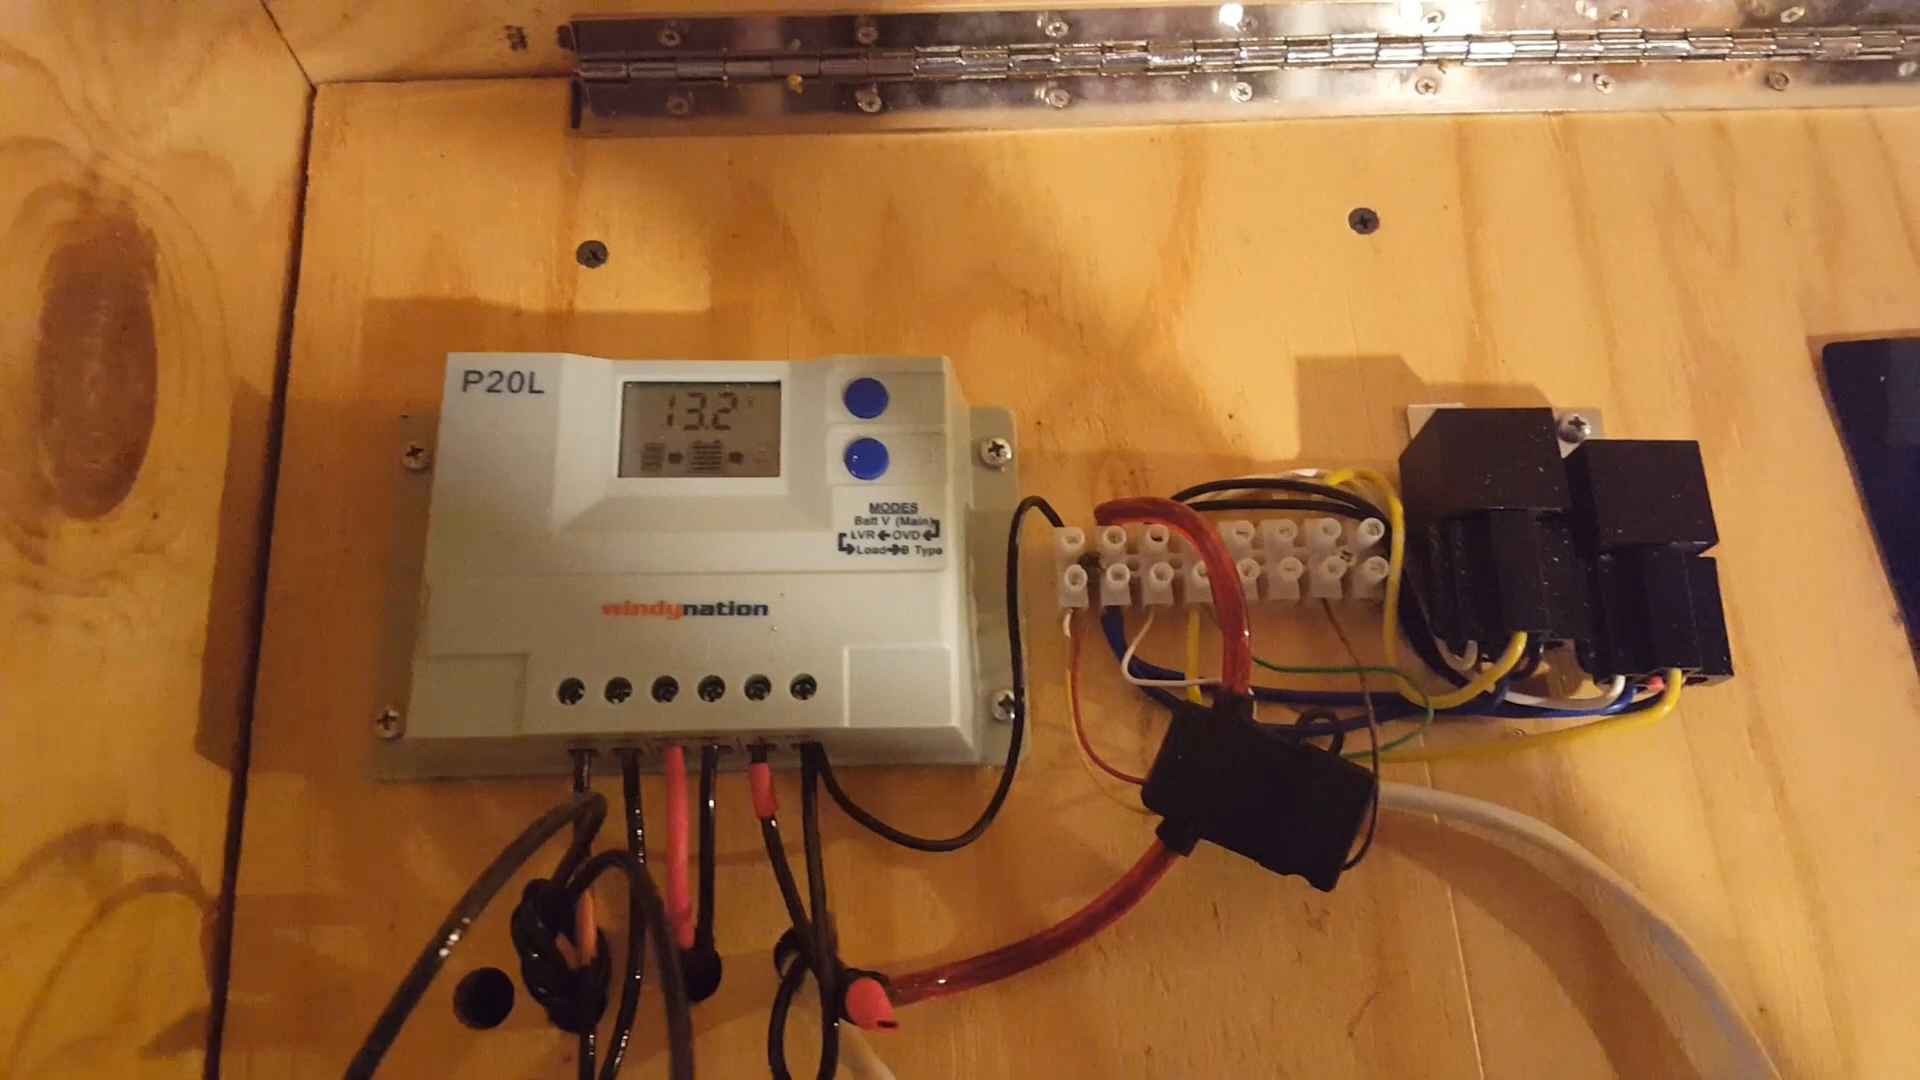 P20L
13.2 V
MODES
Batt V (Main)
LVR OVD
Load B Type
windynation